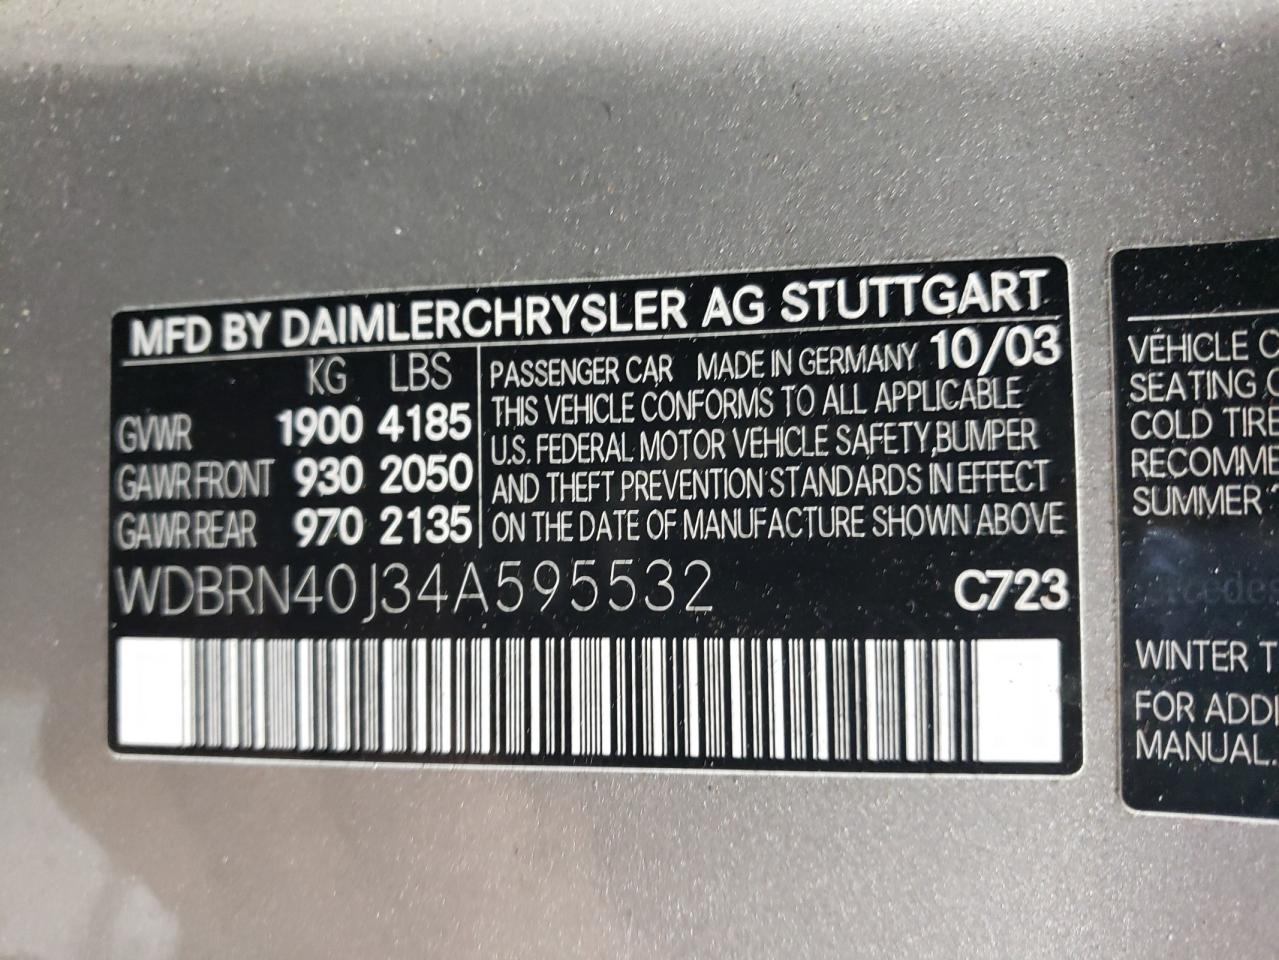 MFD BY DAIMLERCHRYSLER AG STUTTGART
KG LBS
GVWR 1900 4185
GAWR FRONT 930 2050
GAWR REAR 970 2135
PASSENGER CAR MADE IN GERMANY 10/03
THIS VEHICLE CONFORMS TO ALL APPLICABLE
U.S. FEDERAL MOTOR VEHICLE SAFETY,BUMPER
AND THEFT PREVENTION STANDARDS IN EFFECT
ON THE DATE OF MANUFACTURE SHOWN ABOVE
WDBRN40J34A595532 C723
VEHICLE C
SEATING
COLD TIRE
RECOMME
SUMMER
WINTER T
FOR ADDI
MANUAL.